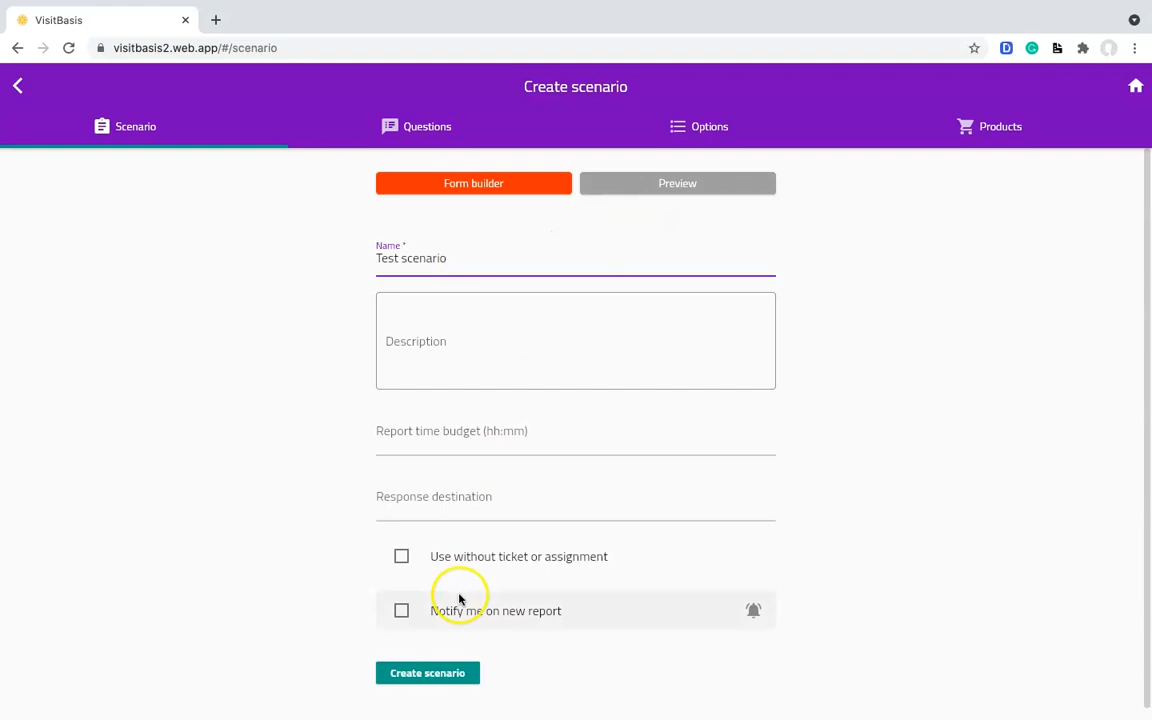 VisitBasis
visitbasis2.web.app/#/scenario
Create scenario
Scenario
Questions
Options
Products
Form builder
Preview
Name *
Test scenario
Description
Report time budget (hh:mm)
Response destination
Use without ticket or assignment
Notify me on new report
Create scenario